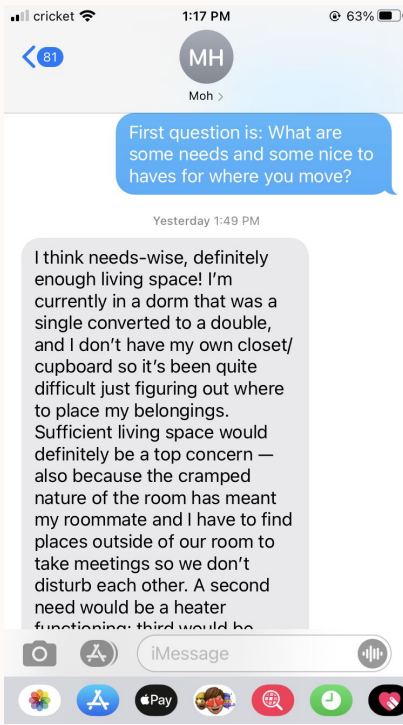 cricket 1:17 PM 63%
81
MH
Moh >
First question is: What are
some needs and some nice to
haves for where you move?
Yesterday 1:49 PM
I think needs-wise, definitely
enough living space! I'm
currently in a dorm that was a
single converted to a double,
and I don't have my own closet/
cupboard so it's been quite
difficult just figuring out where
to place my belongings.
Sufficient living space would
definitely be a top concern —
also because the cramped
nature of the room has meant
my roommate and I have to find
places outside of our room to
take meetings so we don't
disturb each other. A second
need would be a heater
functioning; third would be
iMessage
Pay